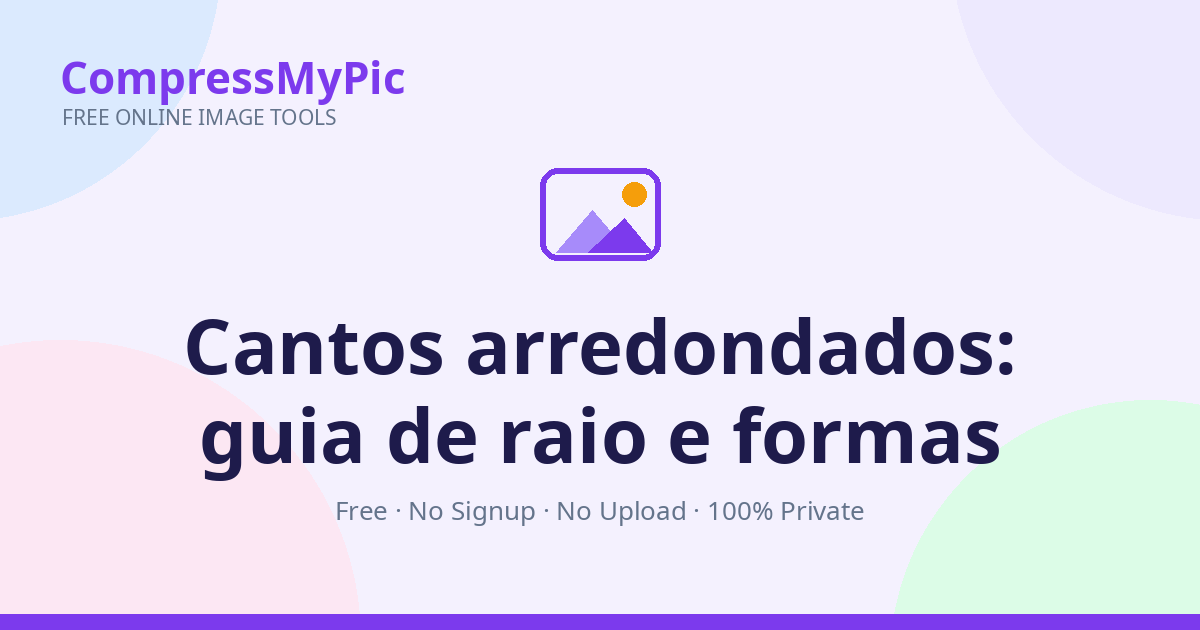 CompressMyPic
FREE ONLINE IMAGE TOOLS
Cantos arredondados:
guia de raio e formas
Free · No Signup · No Upload · 100% Private